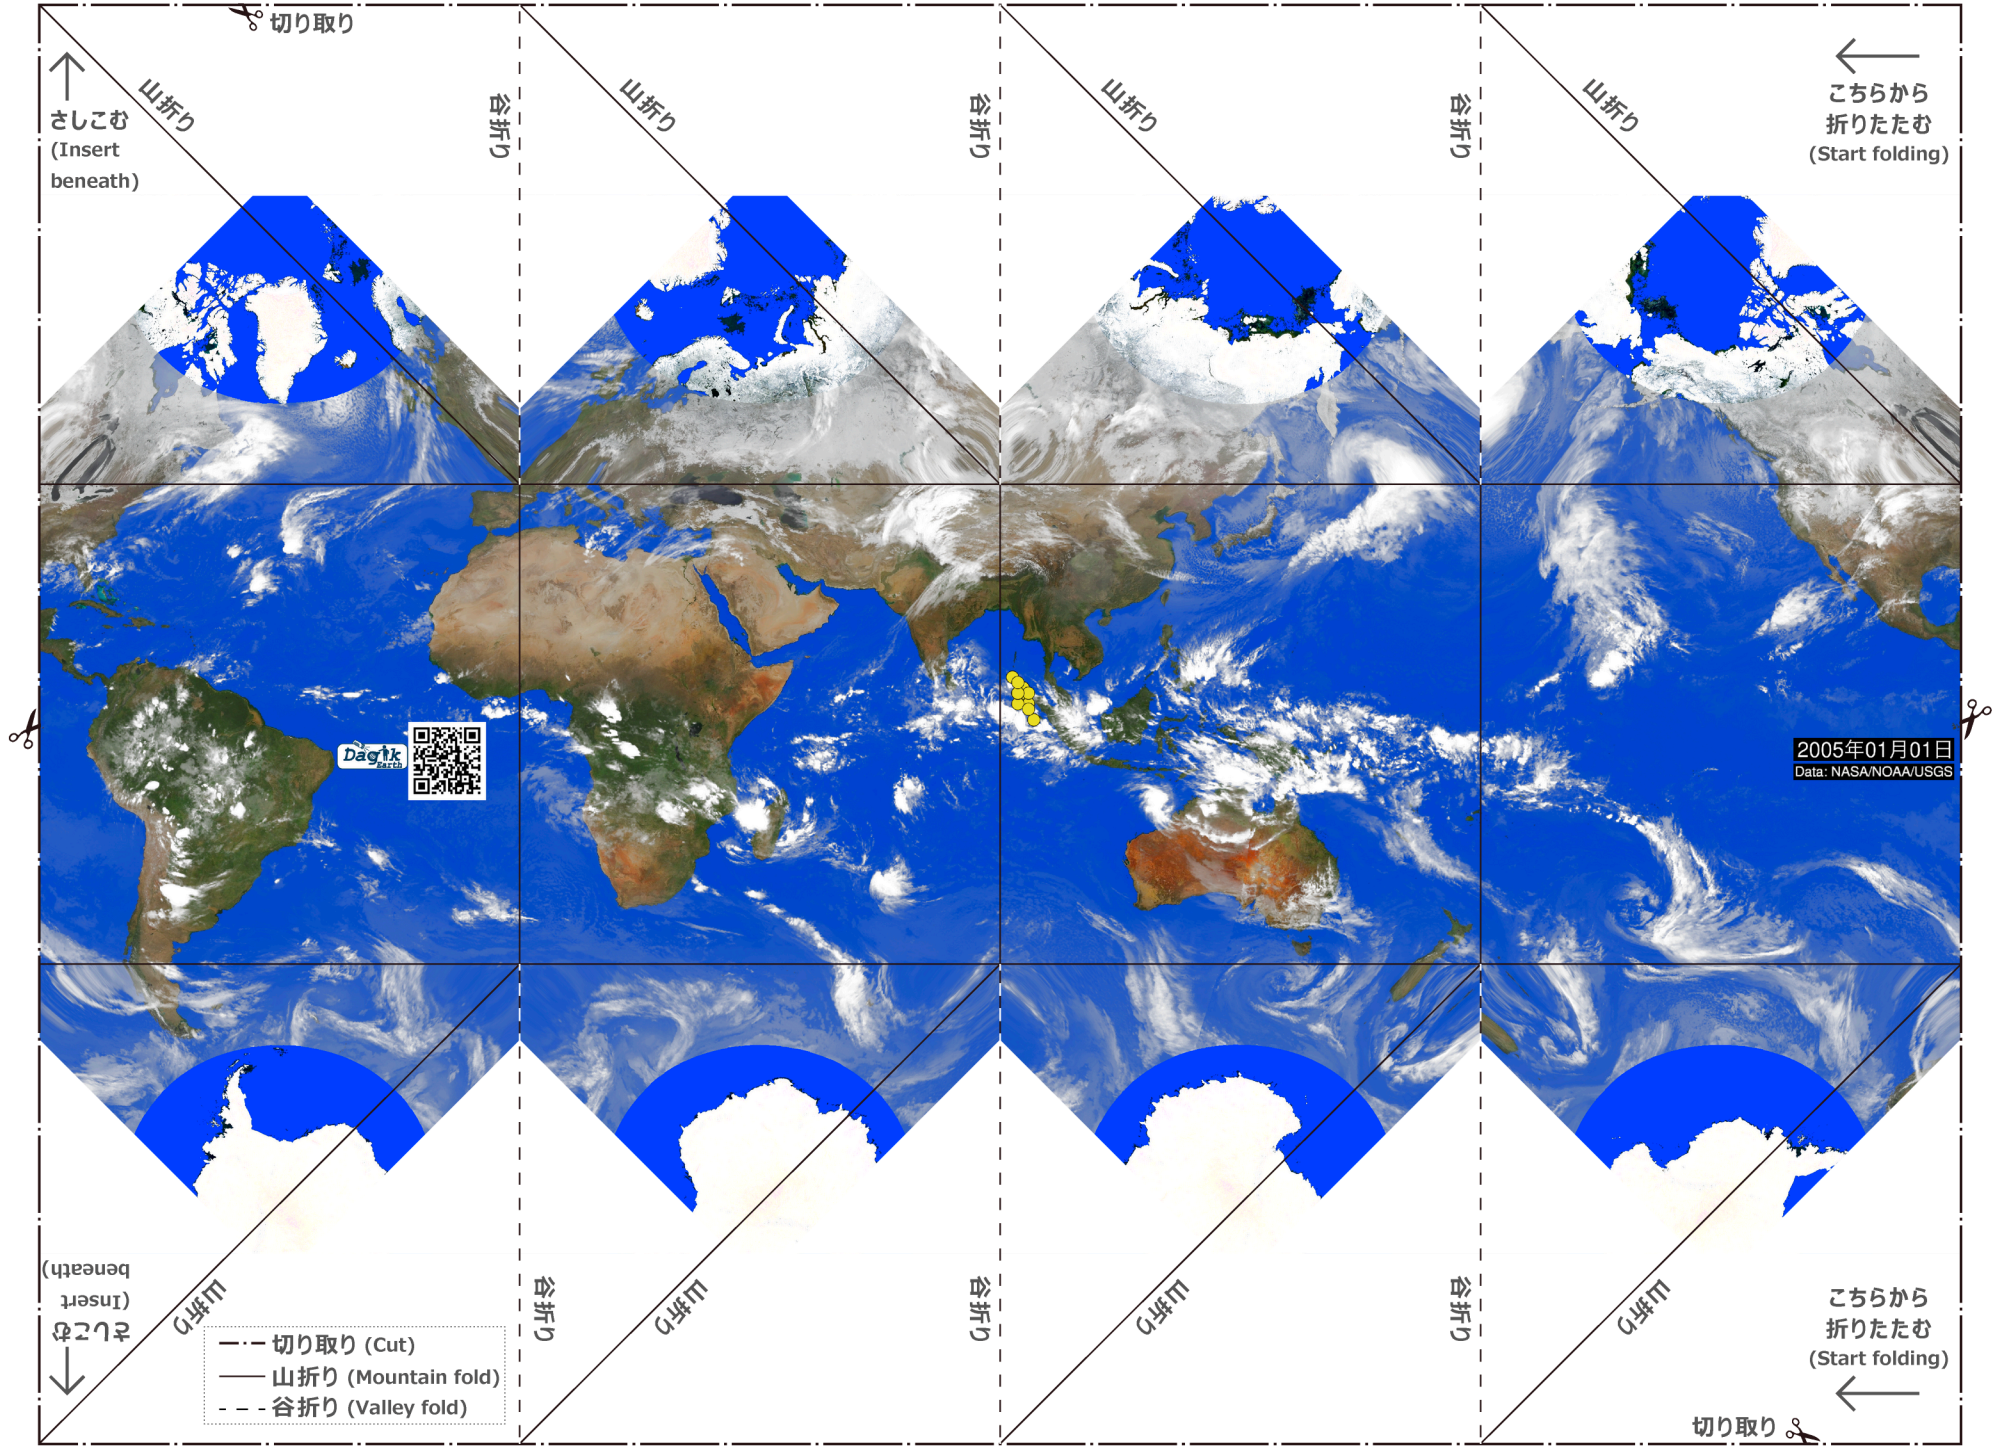 切り取り
山折り
山折り
山折り
山折り
谷折り
谷折り
谷折り
さしこむ
(Insert
beneath)
こちらから
折りたたむ
(Start folding)
Dagik
Earth
2005年01月01日
Data: NASA/NOAA/USGS
さしこむ
(Insert
beneath)
山折り
山折り
山折り
山折り
谷折り
谷折り
谷折り
こちらから
折りたたむ
(Start folding)
切り取り (Cut)
山折り (Mountain fold)
谷折り (Valley fold)
切り取り